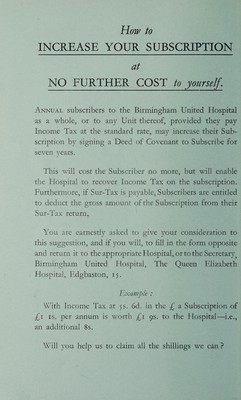 How to
INCREASE YOUR SUBSCRIPTION
at
NO FURTHER COST to yourself.
ANNUAL subscribers to the Birmingham United Hospital
as a whole, or to any Unit thereof, provided they pay
Income Tax at the standard rate, may increase their Sub-
scription by signing a Deed of Covenant to Subscribe for
seven years.
This will cost the Subscriber no more, but will enable
the Hospital to recover Income Tax on the subscription.
Furthermore, if Sur-Tax is payable, Subscribers are entitled
to deduct the gross amount of the Subscription from their
Sur-Tax return.
You are earnestly asked to give your consideration to
this suggestion, and if you will, to fill in the form opposite
and return it to the appropriate Hospital, or to the Secretary
Birmingham United Hospital, The Queen Elizabeth
Hospital, Edgbaston, 15.
Example :
With Income Tax at 5s. 6d. in the £ a Subscription of
£1 1s. per annum is worth £1 9s. to the Hospital—i.e.,
an additional 8s.
Will you help us to claim all the shillings we can ?